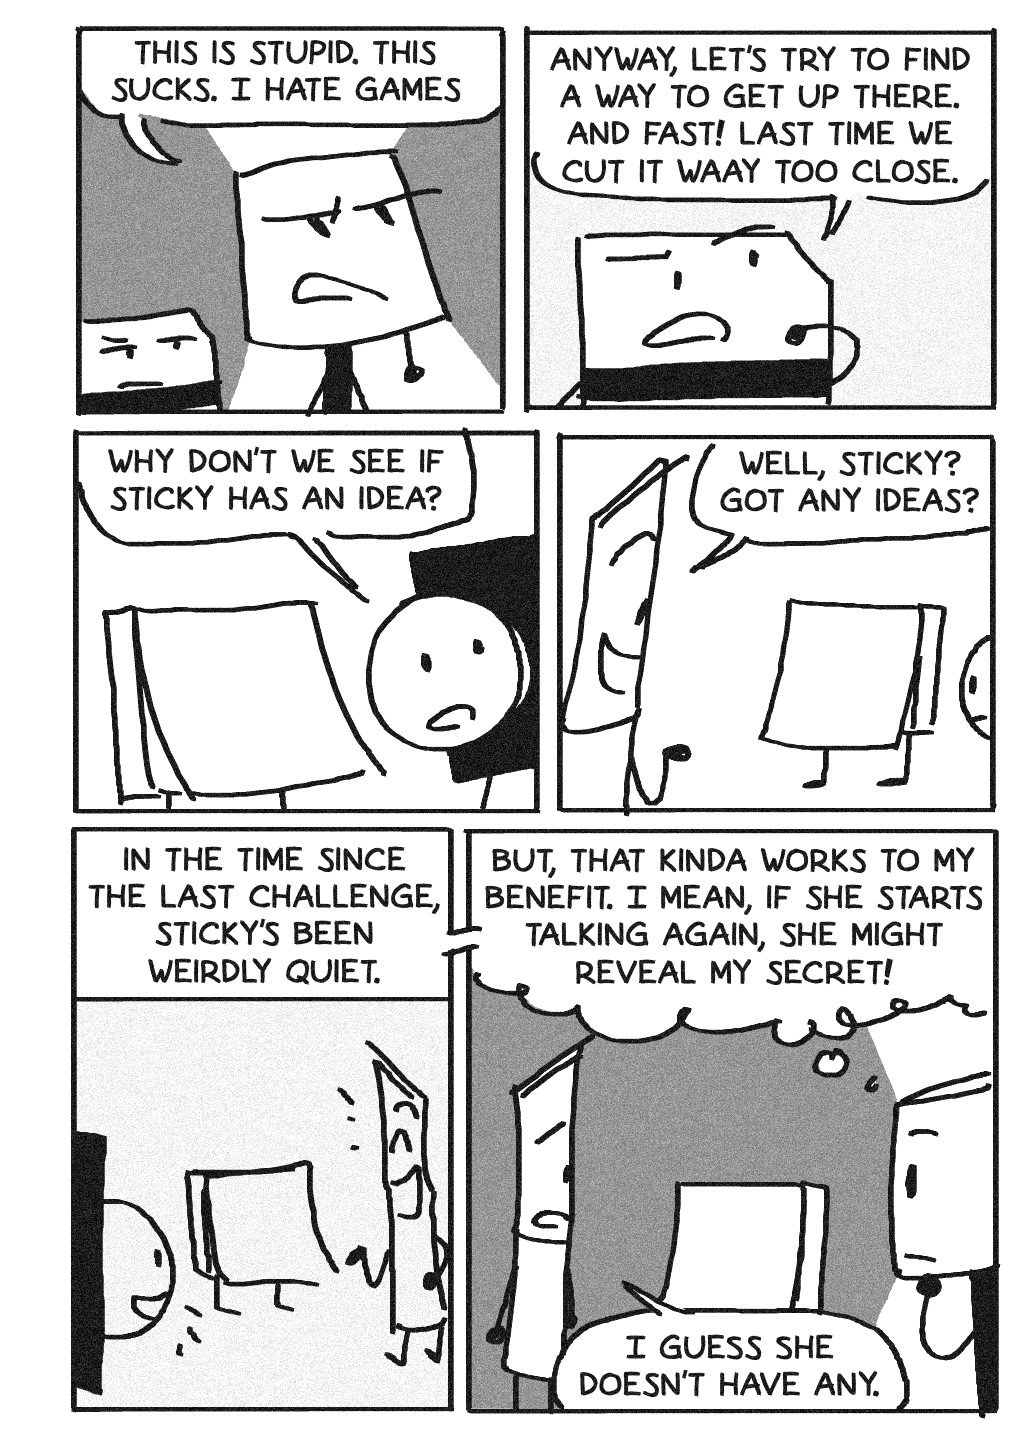 THIS IS STUPID. THIS
SUCKS. I HATE GAMES
ANYWAY, LET'S TRY TO FIND
A WAY TO GET UP THERE.
AND FAST! LAST TIME WE
CUT IT WAAY TOO CLOSE.
WHY DON'T WE SEE IF
STICKY HAS AN IDEA?
WELL, STICKY?
GOT ANY IDEAS?
IN THE TIME SINCE
THE LAST CHALLENGE,
STICKY'S BEEN
WEIRDLY QUIET.
BUT, THAT KINDA WORKS TO MY
BENEFIT. I MEAN, IF SHE STARTS
TALKING AGAIN, SHE MIGHT
REVEAL MY SECRET!
I GUESS SHE
DOESN'T HAVE ANY.